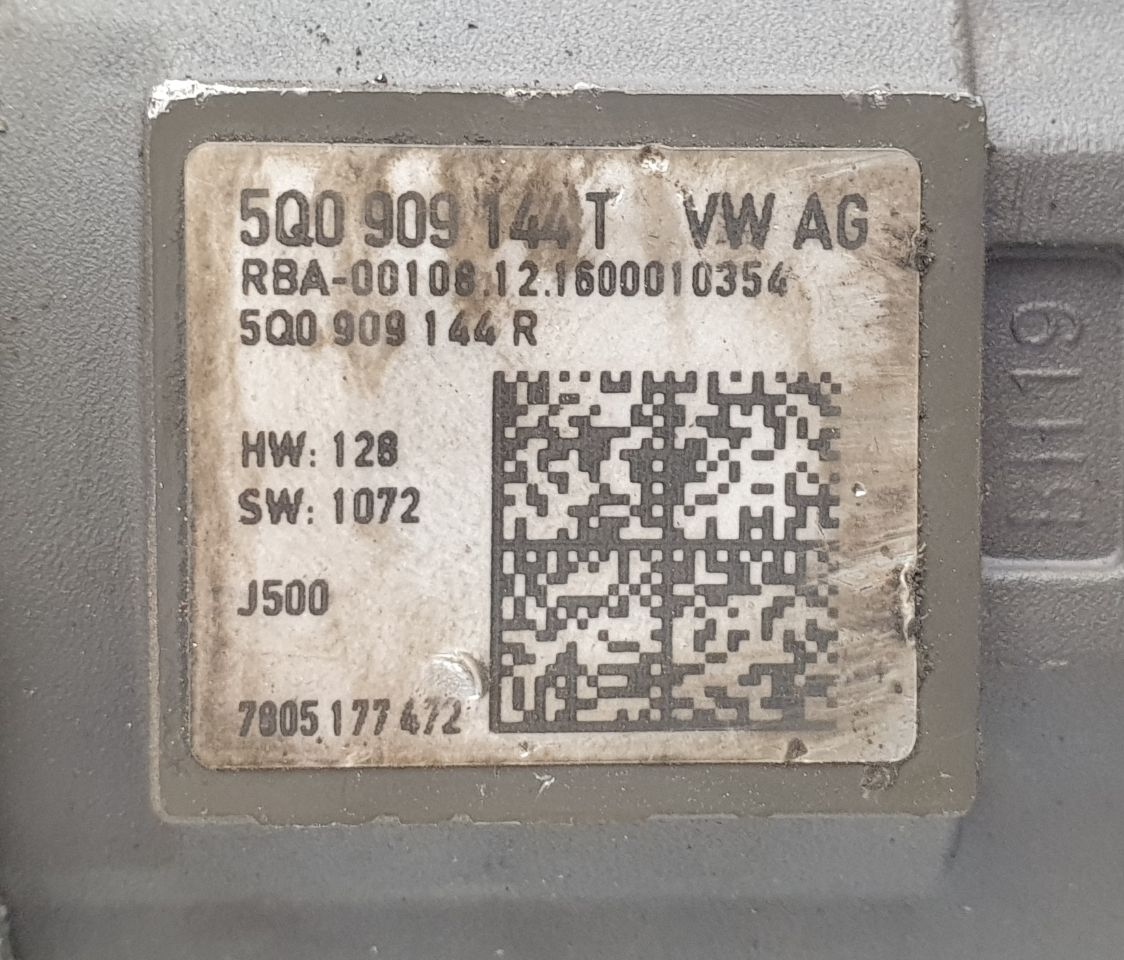 5Q0 909 144 T VW AG
RBA-00108.12.1600010354
5Q0 909 144 R
HW: 128
SW: 1072
J500
7805 177 472